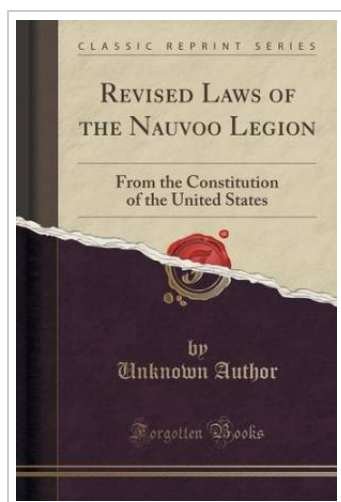 CLASSIC REPRINT SERIES
REVISED LAWS OF
THE NAUVOO LEGION
From the Constitution
of the United States
by
Unknown Author
Forgotten Books